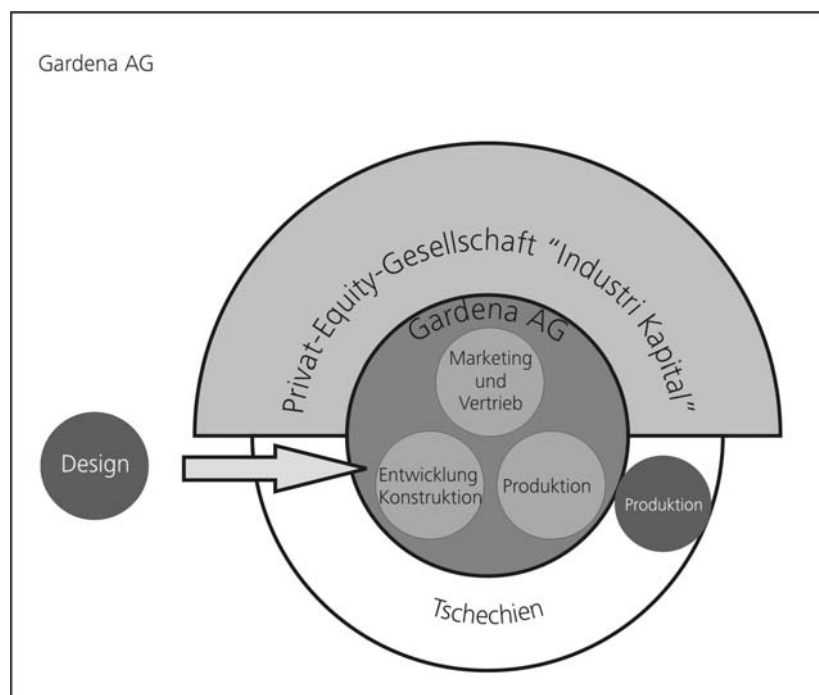 Gardena AG
Privat-Equity-Gesellschaft “Industri Kapital”
Gardena AG
Marketing
und
Vertrieb
Design
Entwicklung
Konstruktion
Produktion
Produktion
Tschechien